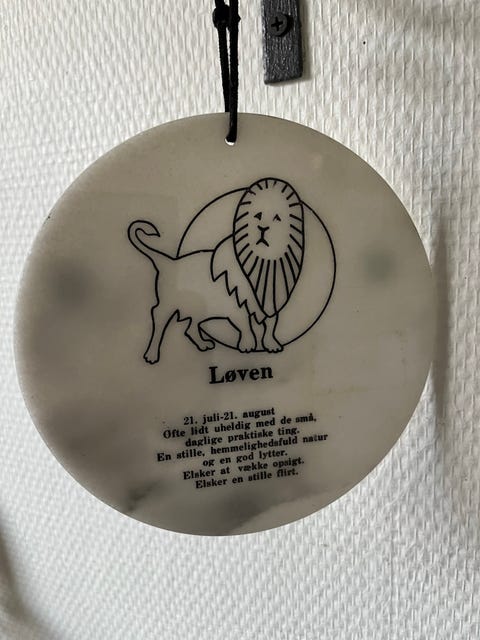 Løven
21. juli-21. august
Ofte lidt uheldig med de små,
daglige praktiske ting.
En stille, hemmelighedsfuld natur
og en god lytter.
Elsker at vække opsigt.
Elsker en stille flirt.